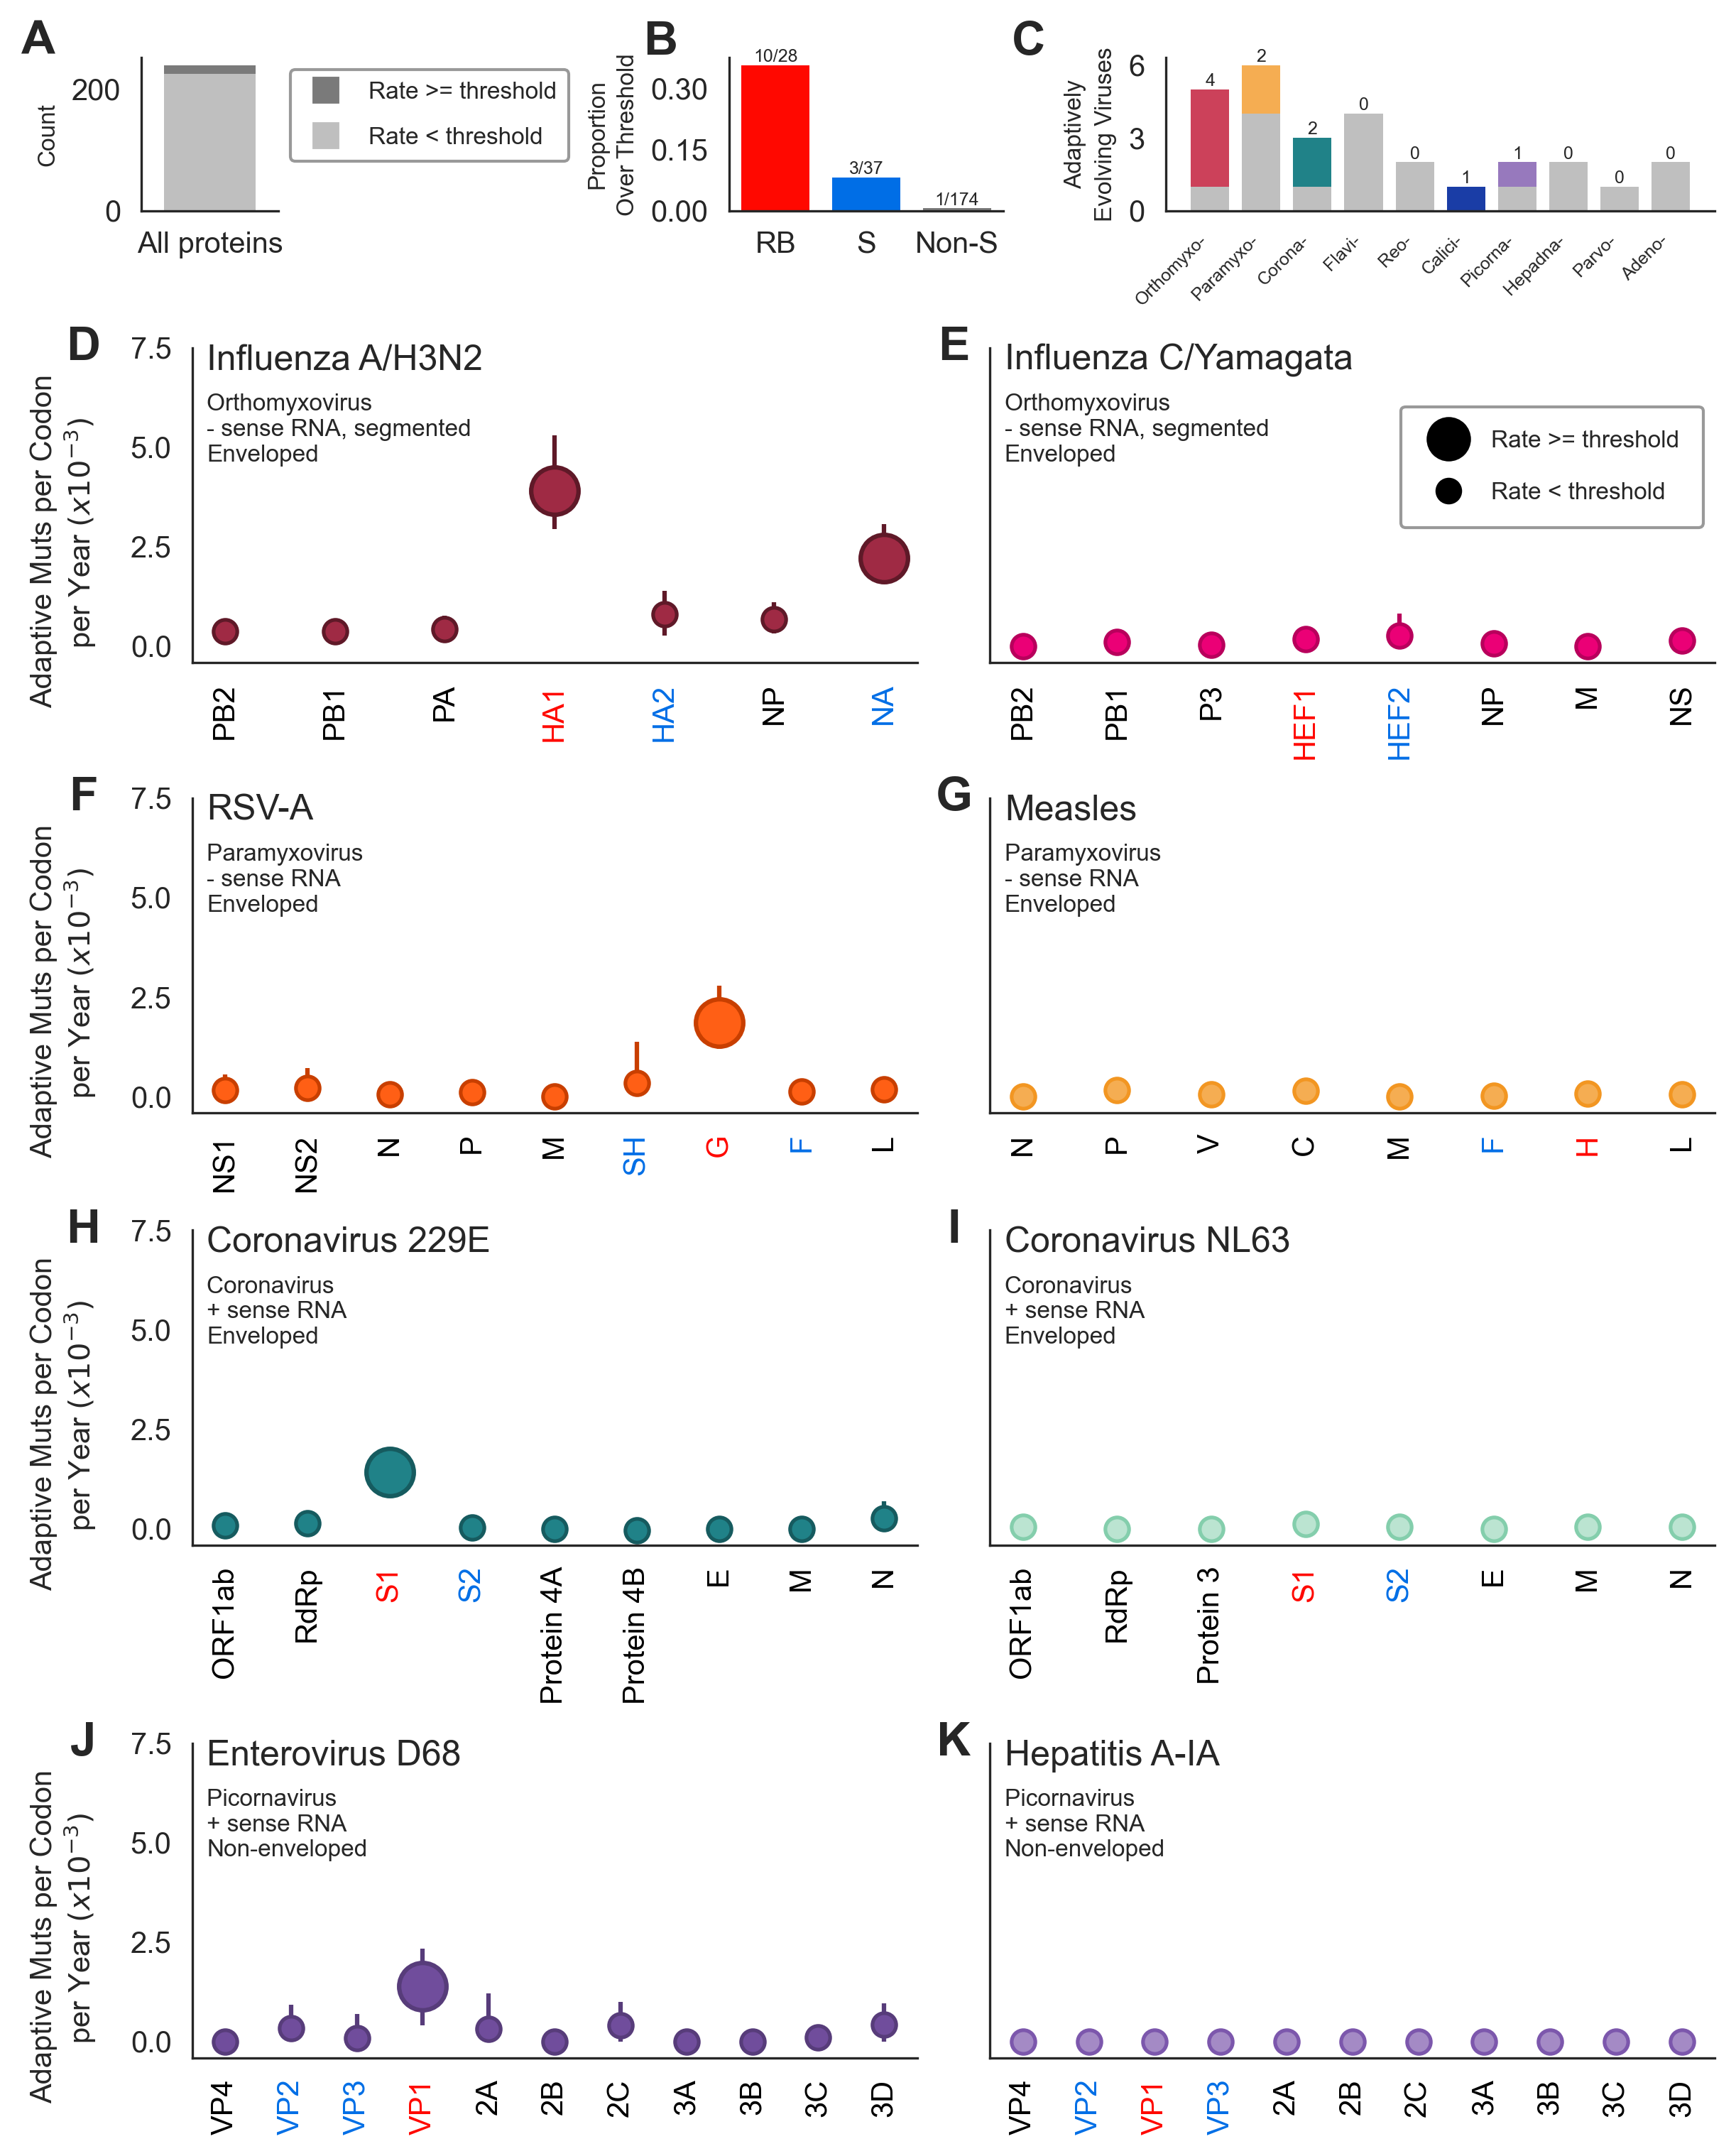 A
Count
200
0
All proteins
Rate >= threshold
Rate < threshold
B
Proportion
Over Threshold
0.30
0.15
0.00
10/28
3/37
1/174
RB
S
Non-S
C
Adaptively
Evolving Viruses
6
3
0
4
2
2
0
0
1
1
0
0
0
Orthomyxo-
Paramyxo-
Corona-
Flavi-
Reo-
Calici-
Picorna-
Hepadna-
Parvo-
Adeno-
D
Adaptive Muts per Codon
per Year (x10⁻³)
7.5
5.0
2.5
0.0
Influenza A/H3N2
Orthomyxovirus
- sense RNA, segmented
Enveloped
PB2
PB1
PA
HA1
HA2
NP
NA
E
Influenza C/Yamagata
Orthomyxovirus
- sense RNA, segmented
Enveloped
Rate >= threshold
Rate < threshold
PB2
PB1
P3
HEF1
HEF2
NP
M
NS
F
Adaptive Muts per Codon
per Year (x10⁻³)
7.5
5.0
2.5
0.0
RSV-A
Paramyxovirus
- sense RNA
Enveloped
NS1
NS2
N
P
M
SH
G
F
L
G
Measles
Paramyxovirus
- sense RNA
Enveloped
N
P
V
C
M
F
H
L
H
Adaptive Muts per Codon
per Year (x10⁻³)
7.5
5.0
2.5
0.0
Coronavirus 229E
Coronavirus
+ sense RNA
Enveloped
ORF1ab
RdRp
S1
S2
Protein 4A
Protein 4B
E
M
N
I
Coronavirus NL63
Coronavirus
+ sense RNA
Enveloped
ORF1ab
RdRp
Protein 3
S1
S2
E
M
N
J
Adaptive Muts per Codon
per Year (x10⁻³)
7.5
5.0
2.5
0.0
Enterovirus D68
Picornavirus
+ sense RNA
Non-enveloped
VP4
VP2
VP3
VP1
2A
2B
2C
3A
3B
3C
3D
K
Hepatitis A-IA
Picornavirus
+ sense RNA
Non-enveloped
VP4
VP2
VP1
VP3
2A
2B
2C
3A
3B
3C
3D